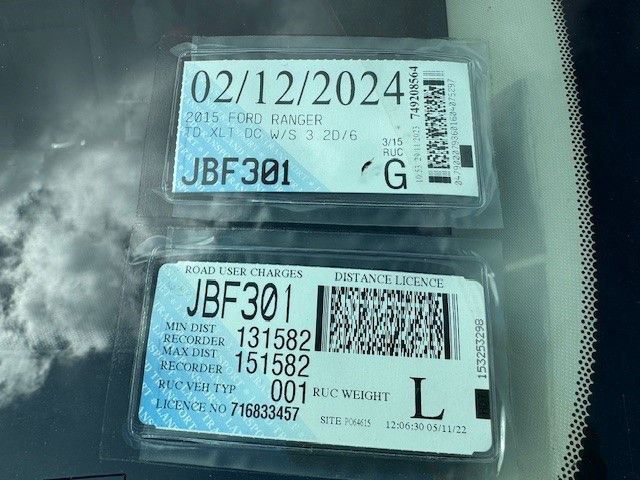 02/12/2024
2015 FORD RANGER
TD XLT DC W/S 3 2D/6
3/15
RUC
JBF301
G
749208564
ROAD USER CHARGES
DISTANCE LICENCE
JBF301
MIN DIST
RECORDER 131582
MAX DIST
RECORDER 151582
RUC VEH TYP 001
RUC WEIGHT L
LICENCE NO 716833457
SITE PO64615
12:06:30 05/11/22
153253298